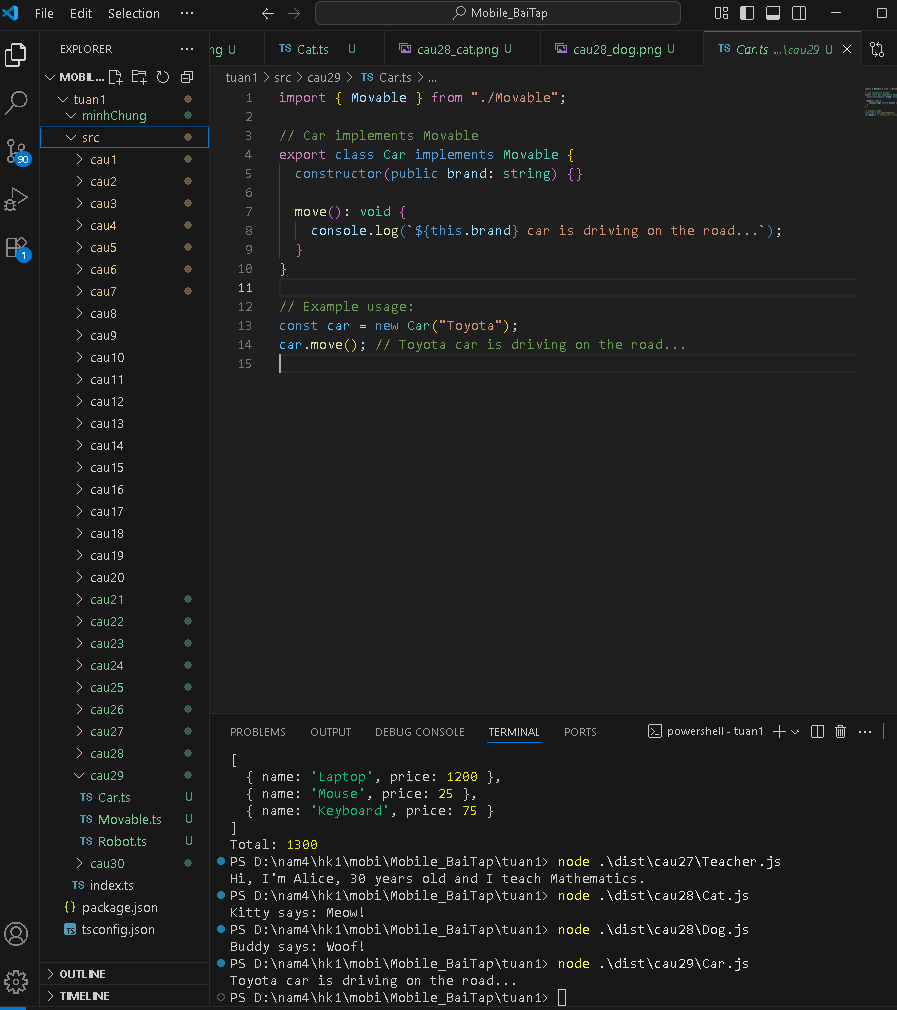 File Edit Selection ··· Mobile_BaiTap
EXPLORER ···
MOBIL...
tuan1
minhChung
src
cau1
cau2
cau3
cau4
cau5
cau6
cau7
cau8
cau9
cau10
cau11
cau12
cau13
cau14
cau15
cau16
cau17
cau18
cau19
cau20
cau21
cau22
cau23
cau24
cau25
cau26
cau27
cau28
cau29
TS Car.ts U
TS Movable.ts U
TS Robot.ts U
cau30
TS index.ts
{} package.json
TS tsconfig.json
OUTLINE
TIMELINE
90
1
ng U TS Cat.ts U cau28_cat.png U cau28_dog.png U TS Car.ts ...\cau29 U
tuan1 > src > cau29 > TS Car.ts > ...
1 import { Movable } from "./Movable";
2
3 // Car implements Movable
4 export class Car implements Movable {
5 constructor(public brand: string) {}
6
7 move(): void {
8 console.log(`${this.brand} car is driving on the road...`);
9 }
10 }
11
12 // Example usage:
13 const car = new Car("Toyota");
14 car.move(); // Toyota car is driving on the road...
15
PROBLEMS OUTPUT DEBUG CONSOLE TERMINAL PORTS powershell - tuan1 ···
[
{ name: 'Laptop', price: 1200 },
{ name: 'Mouse', price: 25 },
{ name: 'Keyboard', price: 75 }
]
Total: 1300
PS D:\nam4\hk1\mobi\Mobile_BaiTap\tuan1> node .\dist\cau27\Teacher.js
Hi, I'm Alice, 30 years old and I teach Mathematics.
PS D:\nam4\hk1\mobi\Mobile_BaiTap\tuan1> node .\dist\cau28\Cat.js
Kitty says: Meow!
PS D:\nam4\hk1\mobi\Mobile_BaiTap\tuan1> node .\dist\cau28\Dog.js
Buddy says: Woof!
PS D:\nam4\hk1\mobi\Mobile_BaiTap\tuan1> node .\dist\cau29\Car.js
Toyota car is driving on the road...
PS D:\nam4\hk1\mobi\Mobile_BaiTap\tuan1>